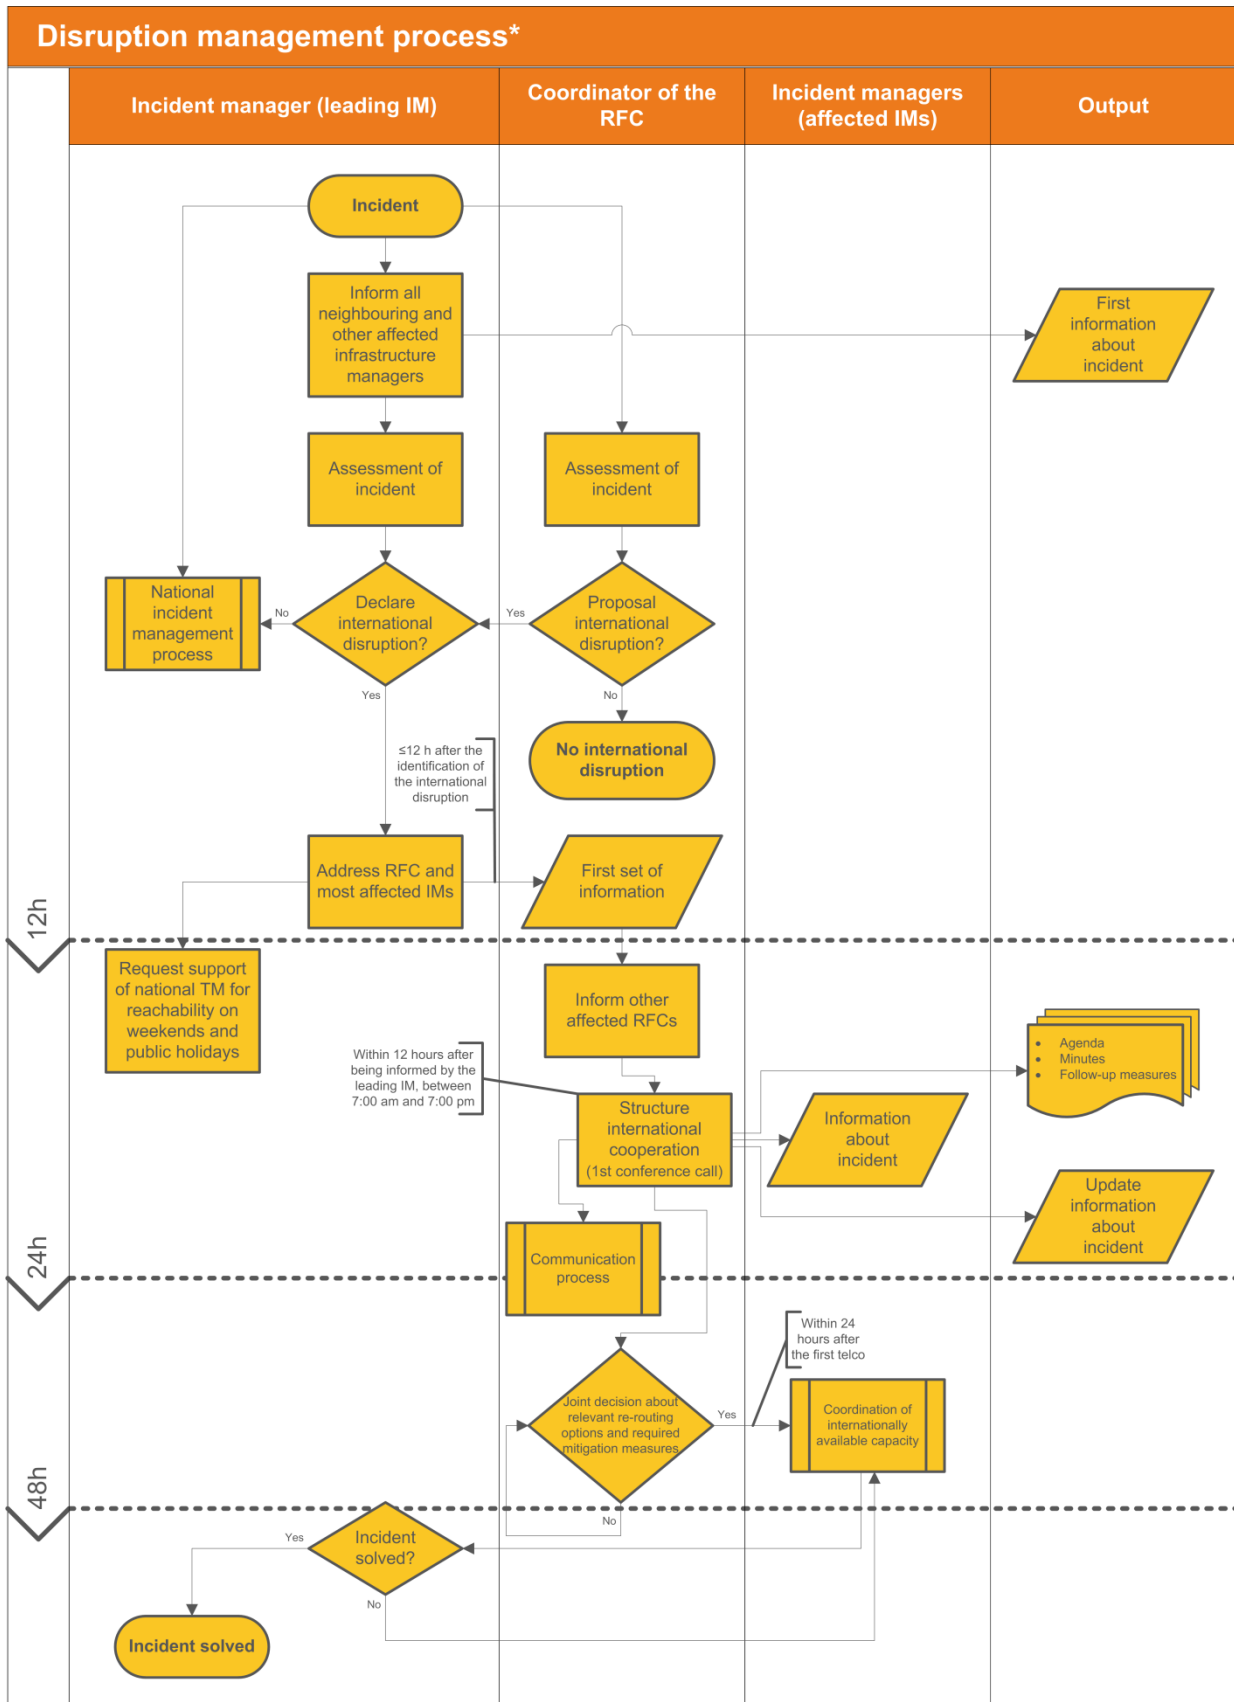 Disruption management process*
Incident manager (leading IM)
Coordinator of the
RFC
Incident managers
(affected IMs)
Output
Incident
Inform all
neighbouring and
other affected
infrastructure
managers
First
information
about
incident
Assessment of
incident
Assessment of
incident
National
incident
management
process
No
Declare
international
disruption?
Yes
Proposal
international
disruption?
Yes
No
≤12 h after the
identification of
the international
disruption
No international
disruption
Address RFC and
most affected IMs
First set of
information
12h
Request support
of national TM for
reachability on
weekends and
public holidays
Inform other
affected RFCs
Within 12 hours after
being informed by the
leading IM, between
7:00 am and 7:00 pm
Structure
international
cooperation
(1st conference call)
Information
about
incident
• Agenda
• Minutes
• Follow-up measures
Update
information
about
incident
Communication
process
24h
Within 24
hours after
the first telco
Joint decision about
relevant re-routing
options and required
mitigation measures
Yes
Coordination of
internationally
available capacity
48h
No
Yes
Incident
solved?
No
Incident solved